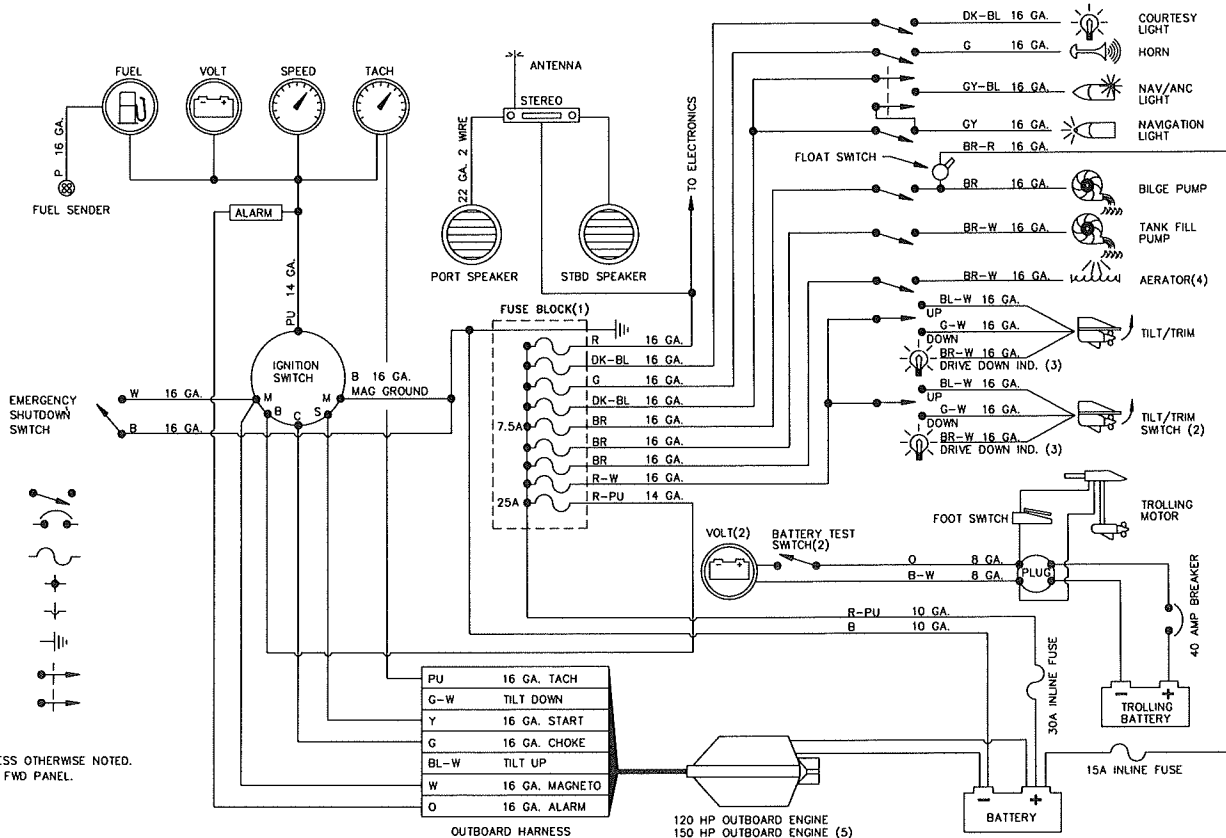 DK-BL 16 GA.
COURTESY
LIGHT
G 16 GA.
HORN
GY-BL 16 GA.
NAV/ANC
LIGHT
GY 16 GA.
NAVIGATION
LIGHT
BR-R 16 GA.
FLOAT SWITCH
BR 16 GA.
BILGE PUMP
BR-W 16 GA.
TANK FILL
PUMP
BR-W 16 GA.
AERATOR(4)
BL-W 16 GA.
UP
G-W 16 GA.
DOWN
BR-W 16 GA.
DRIVE DOWN IND. (3)
TILT/TRIM
BL-W 16 GA.
UP
G-W 16 GA.
DOWN
BR-W 16 GA.
DRIVE DOWN IND. (3)
TILT/TRIM
SWITCH (2)
FUEL
VOLT
SPEED
TACH
P 16 GA.
FUEL SENDER
ALARM
PU 14 GA.
ANTENNA
STEREO
22 GA. 2 WIRE
PORT SPEAKER
STBD SPEAKER
TO ELECTRONICS
FUSE BLOCK(1)
R 16 GA.
DK-BL 16 GA.
G 16 GA.
DK-BL 16 GA.
7.5A
BR 16 GA.
BR 16 GA.
BR 16 GA.
R-W 16 GA.
25A
R-PU 14 GA.
IGNITION
SWITCH
M
B
C
S
M
B 16 GA.
MAG GROUND
EMERGENCY
SHUTDOWN
SWITCH
W 16 GA.
B 16 GA.
FOOT SWITCH
TROLLING
MOTOR
VOLT(2)
BATTERY TEST
SWITCH(2)
O 8 GA.
B-W 8 GA.
PLUG
40 AMP BREAKER
TROLLING
BATTERY
R-PU 10 GA.
B 10 GA.
30A INLINE FUSE
15A INLINE FUSE
BATTERY
PU 16 GA. TACH
G-W TILT DOWN
Y 16 GA. START
G 16 GA. CHOKE
BL-W TILT UP
W 16 GA. MAGNETO
O 16 GA. ALARM
OUTBOARD HARNESS
120 HP OUTBOARD ENGINE
150 HP OUTBOARD ENGINE (5)
ESS OTHERWISE NOTED.
FWD PANEL.